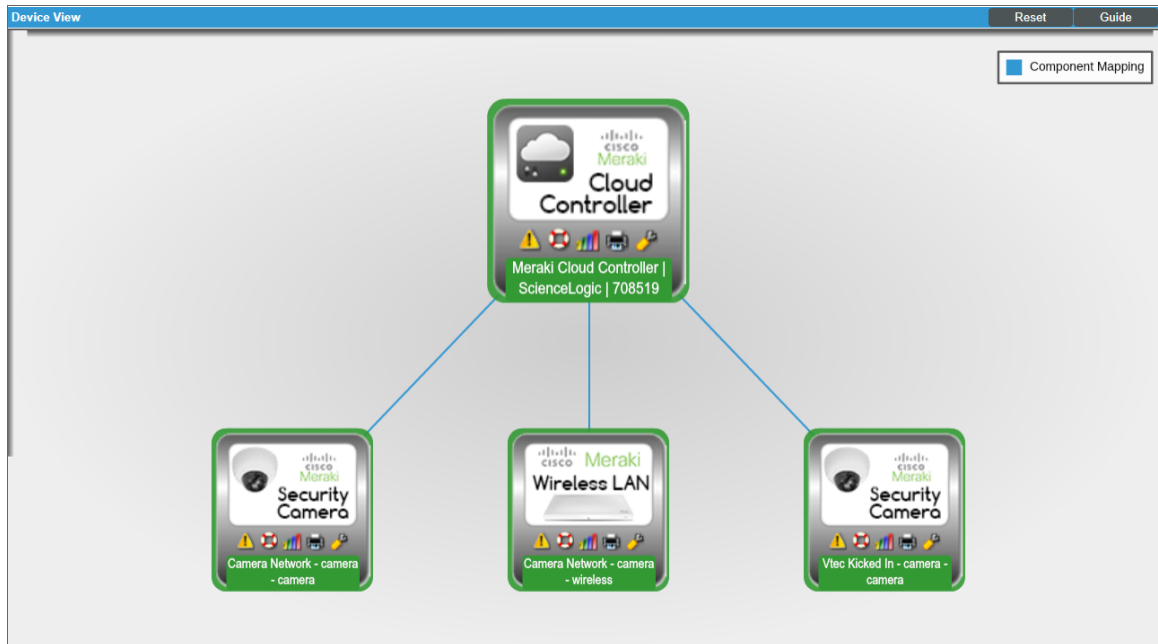 Device View
Reset
Guide
Component Mapping
CISCO
Meraki
Cloud
Controller
Meraki Cloud Controller |
ScienceLogic | 708519
CISCO
Meraki
Security
Camera
Camera Network - camera
- camera
CISCO Meraki
Wireless LAN
Camera Network - camera
- wireless
CISCO
Meraki
Security
Camera
Vtec Kicked In - camera -
camera